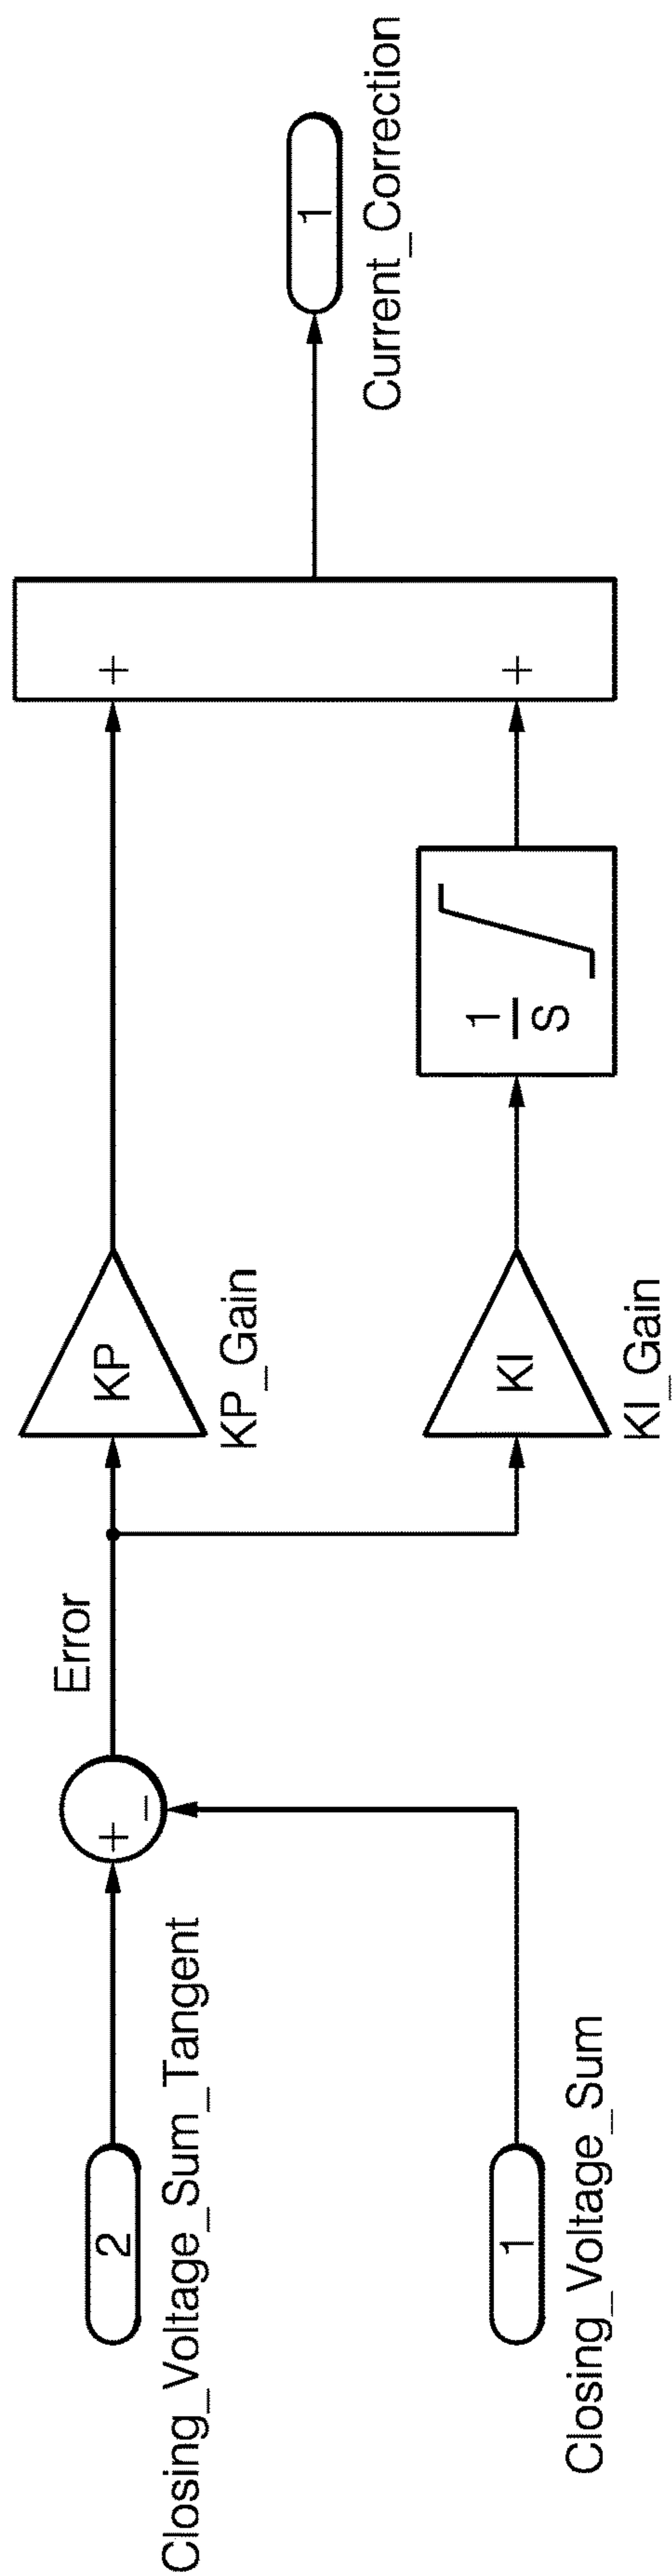 2
Closing_Voltage_Sum_Tangent
+
−
Error
KP
KP_Gain
+
1
Closing_Voltage_Sum
KI
KI_Gain
1
S
+
1
Current_Correction